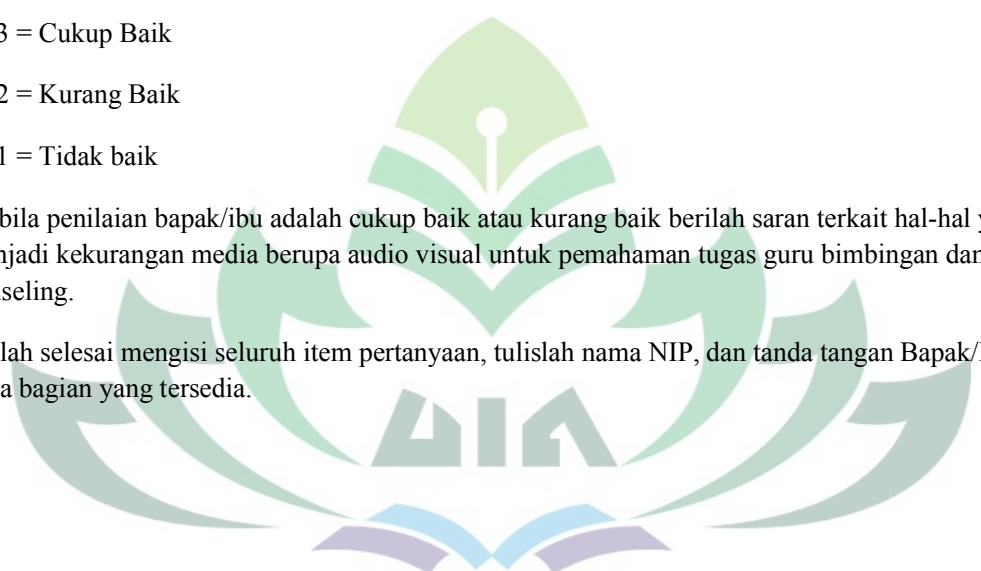 3 = Cukup Baik
2 = Kurang Baik
1 = Tidak baik
bila penilaian bapak/ibu adalah cukup baik atau kurang baik berilah saran terkait hal-hal
njadi kekurangan media berupa audio visual untuk pemahaman tugas guru bimbingan dan
seling.
lah selesai mengisi seluruh item pertanyaan, tulislah nama NIP, dan tanda tangan Bapak/
a bagian yang tersedia.
UIN